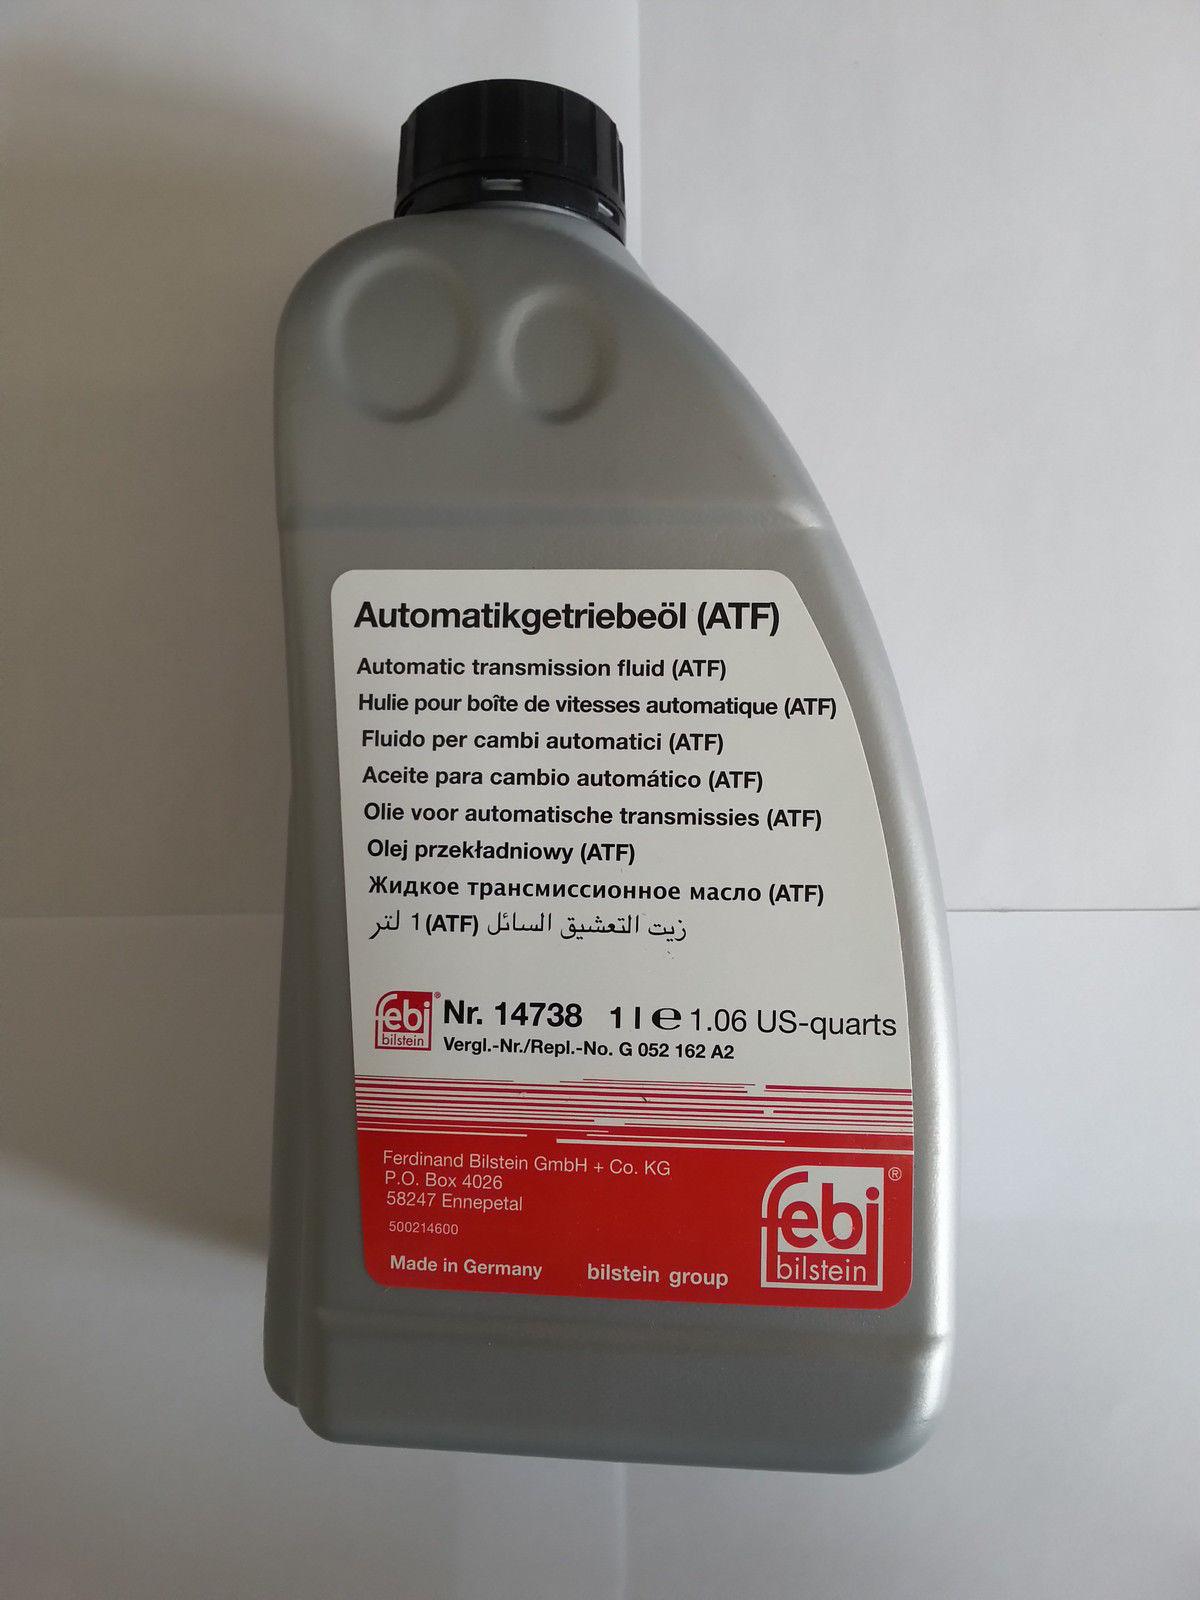 Automatikgetriebeöl (ATF)
Automatic transmission fluid (ATF)
Hulie pour boîte de vitesses automatique (ATF)
Fluido per cambi automatici (ATF)
Aceite para cambio automático (ATF)
Olie voor automatische transmissies (ATF)
Olej przekładniowy (ATF)
Жидкое трансмиссионное масло (ATF)
زيت التعشيق السائل (ATF) 1 لتر
febi® Nr. 14738 1 l ℮ 1.06 US-quarts
bilstein Vergl.-Nr./Repl.-No. G 052 162 A2
Ferdinand Bilstein GmbH + Co. KG
P.O. Box 4026
58247 Ennepetal
500214600
Made in Germany bilstein group
febi®
bilstein